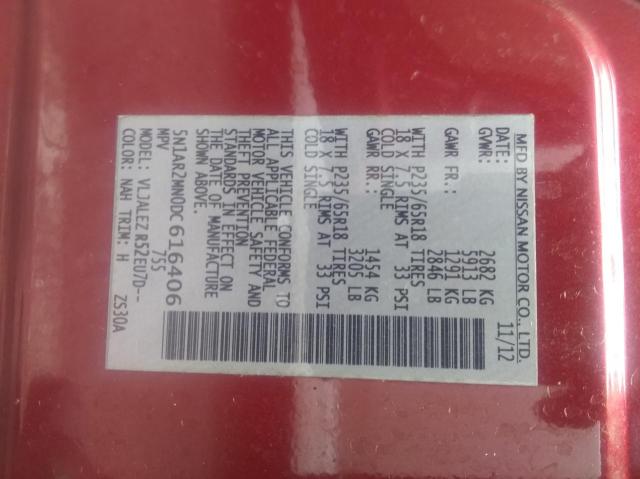 MFD BY NISSAN MOTOR CO., LTD.
DATE: 11/12
GVWR: 2682 KG
5913 LB
GAWR FR.: 1291 KG
2846 LB
WITH P235/65R18 TIRES
18 X 7.5 RIMS AT 33 PSI
COLD SINGLE
GAWR RR.: 1454 KG
3205 LB
WITH P235/65R18 TIRES
18 X 7.5 RIMS AT 33 PSI
COLD SINGLE
THIS VEHICLE CONFORMS TO
ALL APPLICABLE FEDERAL
MOTOR VEHICLE SAFETY AND
THEFT PREVENTION
STANDARDS IN EFFECT ON
THE DATE OF MANUFACTURE
SHOWN ABOVE.
5N1AR2MN0DC616406
MPV 755
MODEL: VLJALEZ R52EU7D--
COLOR: NAH TRIM: H ZS30A